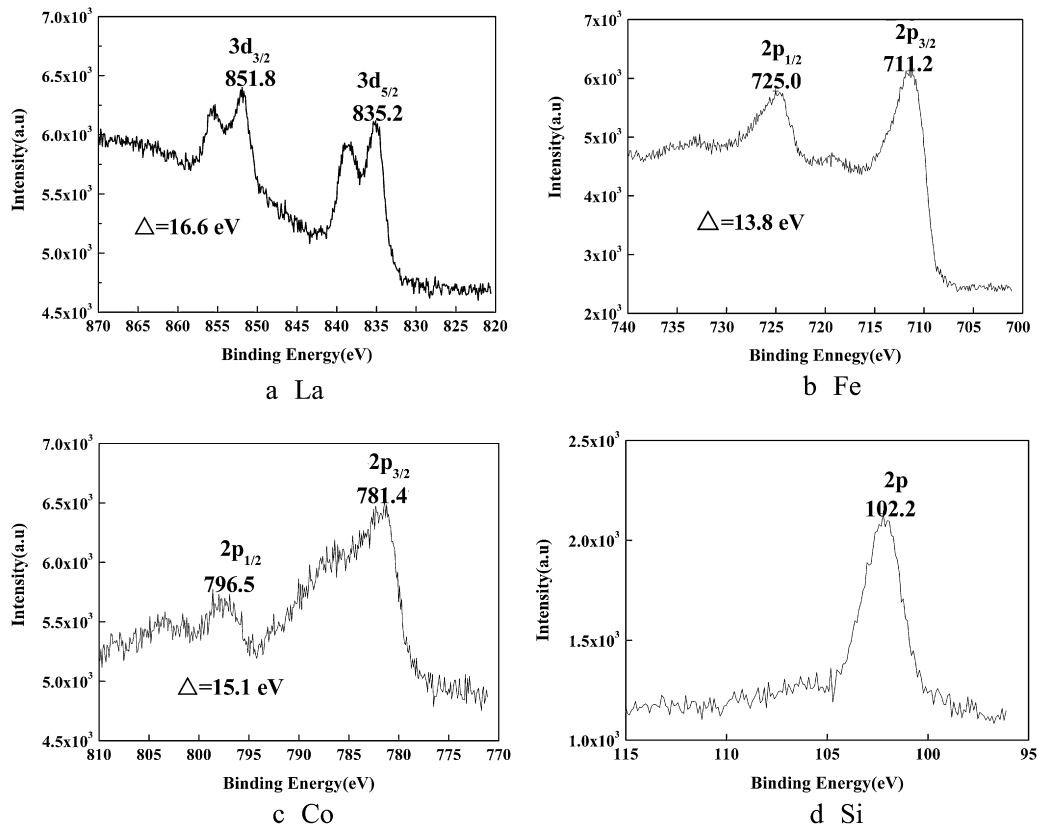 7.0x10³
6.5x10³
6.0x10³
5.5x10³
5.0x10³
4.5x10³
Intensity(a.u)
3d₃/₂
851.8
3d₅/₂
835.2
△=16.6 eV
870 865 860 855 850 845 840 835 830 825 820
Binding Energy(eV)
a La
7x10³
6x10³
5x10³
4x10³
3x10³
2x10³
Intensity(a.u)
2p₁/₂
725.0
2p₃/₂
711.2
△=13.8 eV
740 735 730 725 720 715 710 705 700
Binding Ennegy(eV)
b Fe
7.0x10³
6.5x10³
6.0x10³
5.5x10³
5.0x10³
4.5x10³
Intensity(a.u)
2p₃/₂
781.4
2p₁/₂
796.5
△=15.1 eV
810 805 800 795 790 785 780 775 770
Binding Energy(eV)
c Co
2.5x10³
2.0x10³
1.5x10³
1.0x10³
Intensity(a.u)
2p
102.2
115 110 105 100 95
Binding Energy(eV)
d Si